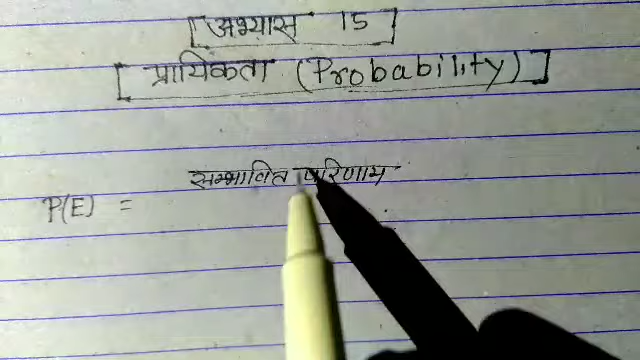 [अभ्यास 15]
[प्रायिकता (Probability)]
सम्भावित परिणाम
P(E) =